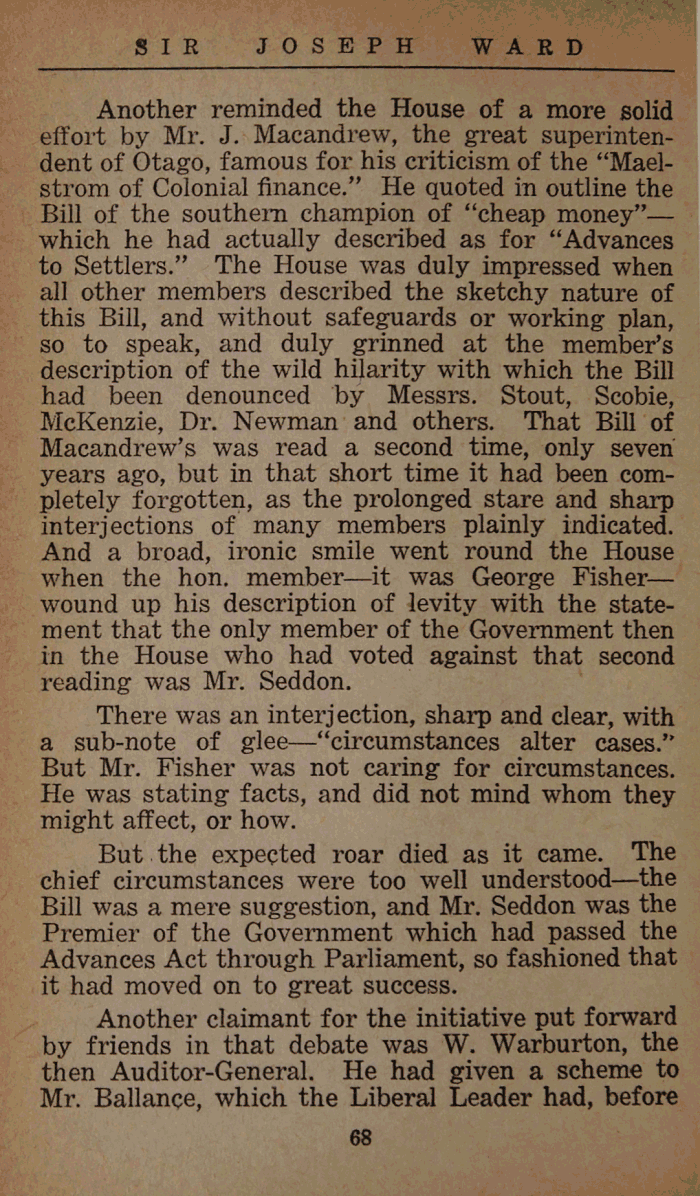 SIR JOSEPH WARD
Another reminded the House of a more solid
effort by Mr. J. Macandrew, the great superinten-
dent of Otago, famous for his criticism of the “Mael-
strom of Colonial finance.” He quoted in outline the
Bill of the southern champion of “cheap money”—
which he had actually described as for “Advances
to Settlers.” The House was duly impressed when
all other members described the sketchy nature of
this Bill, and without safeguards or working plan,
so to speak, and duly grinned at the member’s
description of the wild hilarity with which the Bill
had been denounced by Messrs. Stout, Scobie,
McKenzie, Dr. Newman and others. That Bill of
Macandrew’s was read a second time, only seven
years ago, but in that short time it had been com-
pletely forgotten, as the prolonged stare and sharp
interjections of many members plainly indicated.
And a broad, ironic smile went round the House
when the hon. member—it was George Fisher—
wound up his description of levity with the state-
ment that the only member of the Government then
in the House who had voted against that second
reading was Mr. Seddon.
There was an interjection, sharp and clear, with
a sub-note of glee—“circumstances alter cases.”
But Mr. Fisher was not caring for circumstances.
He was stating facts, and did not mind whom they
might affect, or how.
But the expected roar died as it came. The
chief circumstances were too well understood—the
Bill was a mere suggestion, and Mr. Seddon was the
Premier of the Government which had passed the
Advances Act through Parliament, so fashioned that
it had moved on to great success.
Another claimant for the initiative put forward
by friends in that debate was W. Warburton, the
then Auditor-General. He had given a scheme to
Mr. Ballance, which the Liberal Leader had, before
68